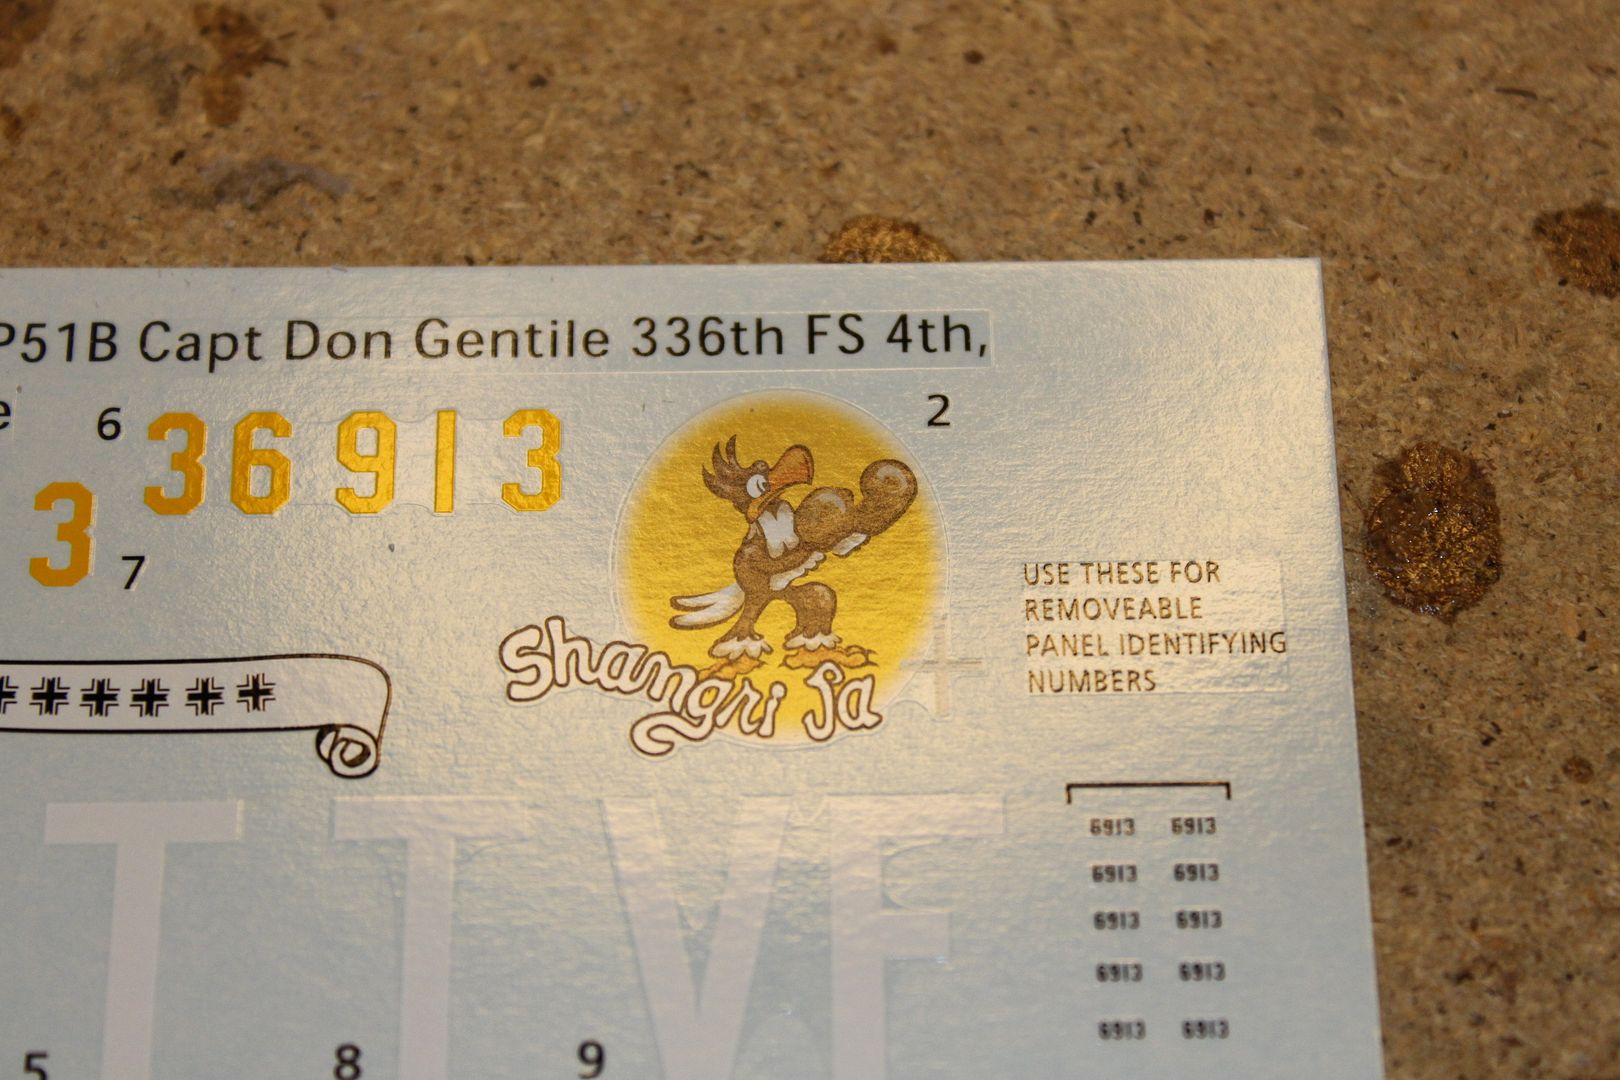 P51B Capt Don Gentile 336th FS 4th,
e
6
36913
2
3
7
USE THESE FOR
REMOVEABLE
PANEL IDENTIFYING
NUMBERS
Shangri La
T T V F
6913 6913
6913 6913
6913 6913
6913 6913
6913 6913
5
8
9